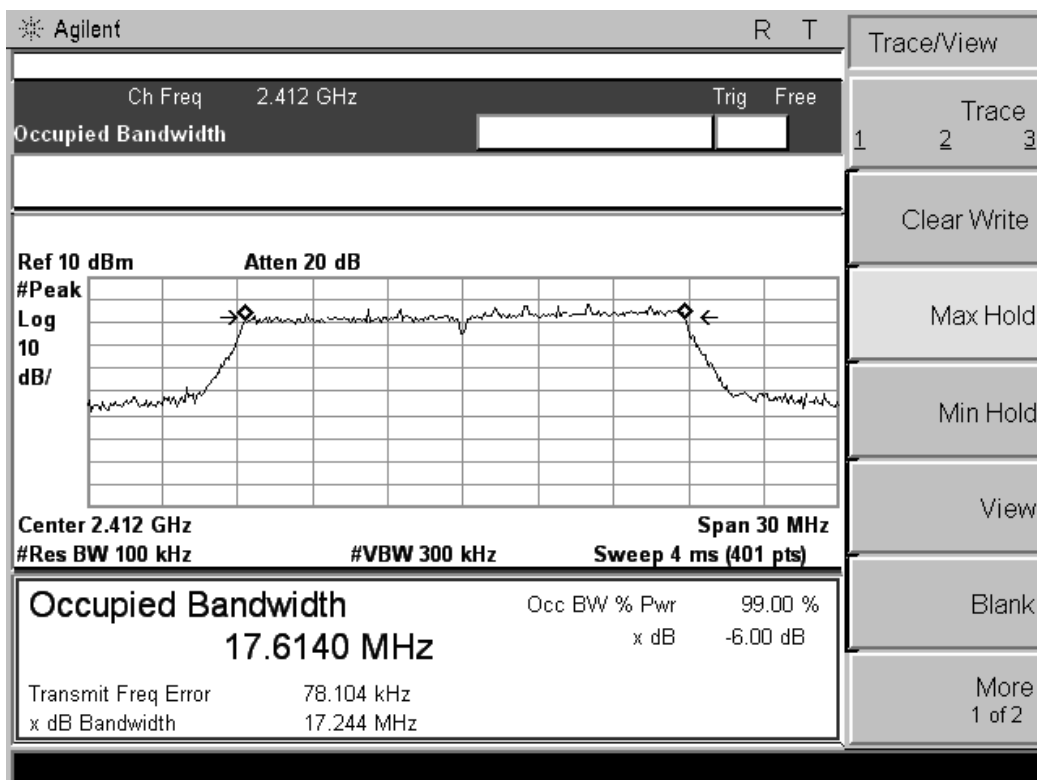 Agilent R T
Ch Freq 2.412 GHz Trig Free
Occupied Bandwidth
Ref 10 dBm Atten 20 dB
#Peak
Log
10
dB/
Center 2.412 GHz Span 30 MHz
#Res BW 100 kHz #VBW 300 kHz Sweep 4 ms (401 pts)
Occupied Bandwidth
17.6140 MHz
Occ BW % Pwr 99.00 %
x dB -6.00 dB
Transmit Freq Error 78.104 kHz
x dB Bandwidth 17.244 MHz
Trace/View
Trace
1 2 3
Clear Write
Max Hold
Min Hold
View
Blank
More
1 of 2